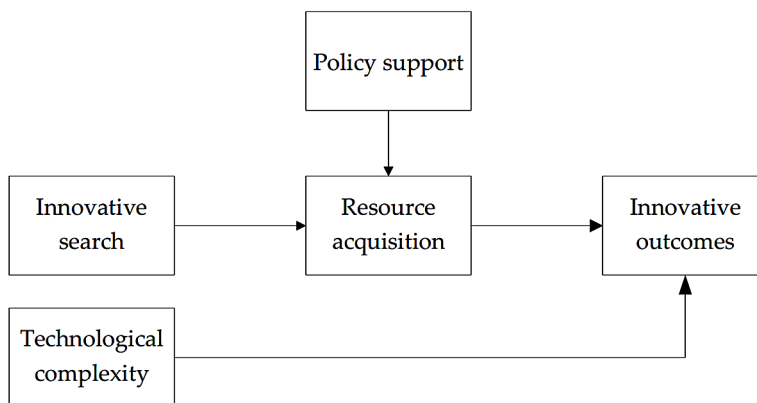 Policy support
Innovative
search
Resource
acquisition
Innovative
outcomes
Technological
complexity